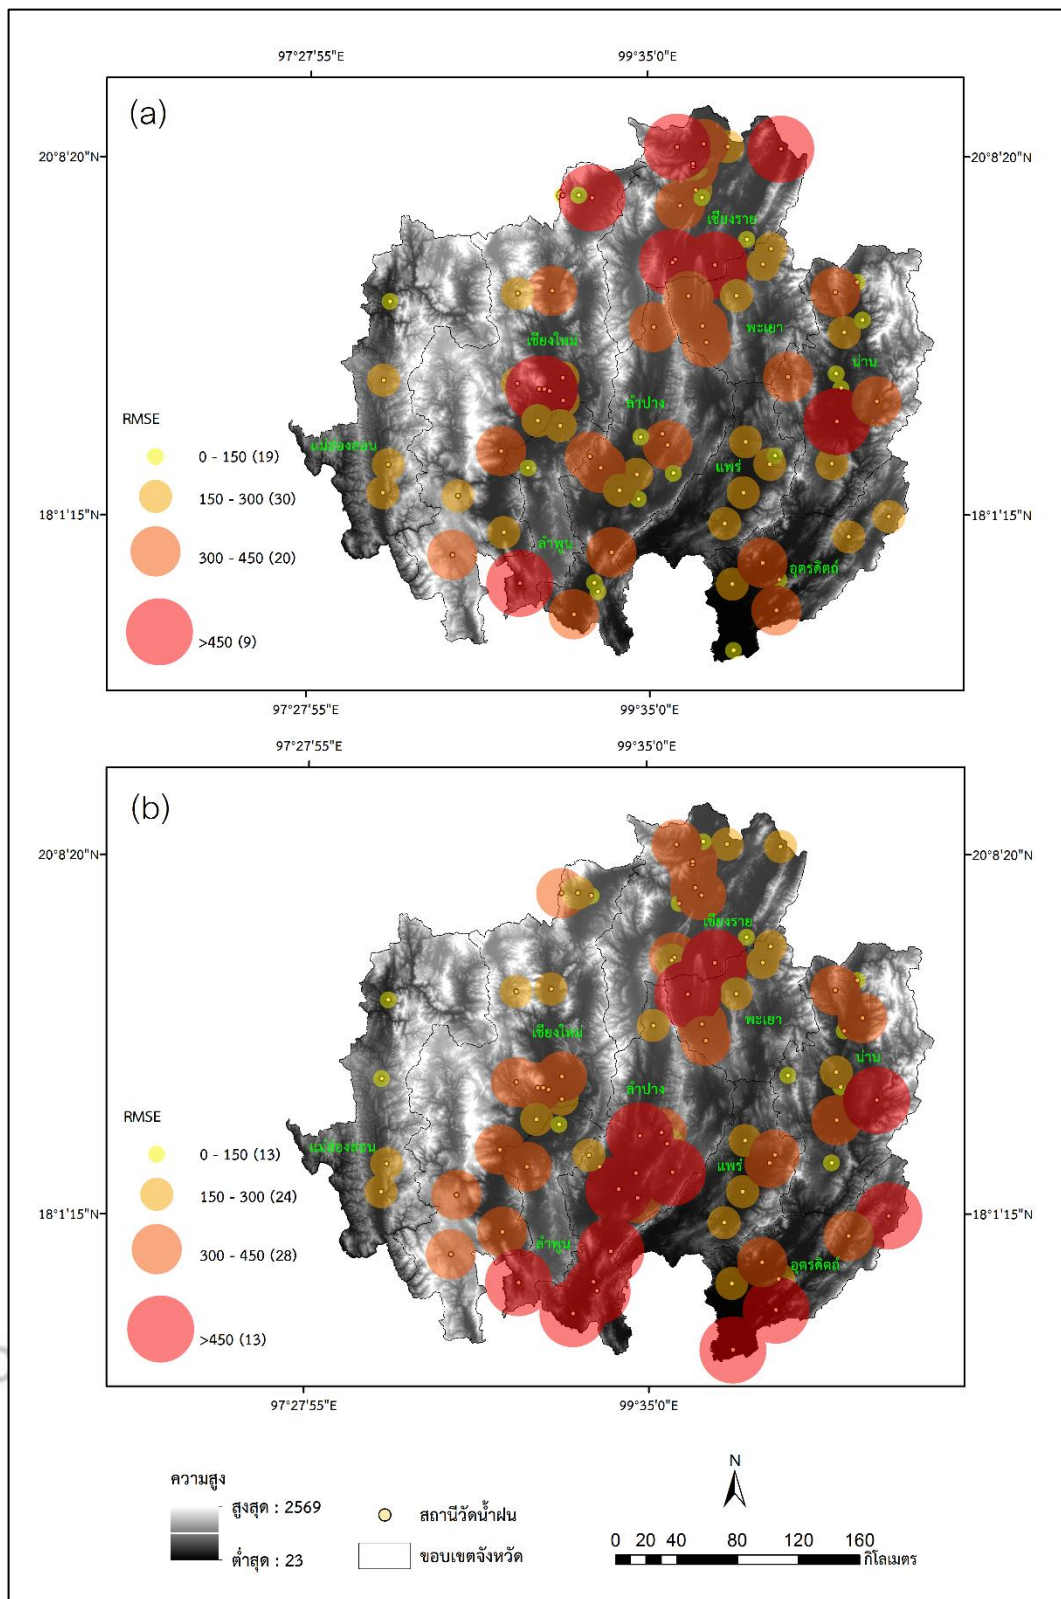 97°27'55"E 99°35'0"E
(a)
20°8'20"N 20°8'20"N
เชียงราย
พะเยา
เชียงใหม่
น่าน
ลำปาง
RMSE
แม่ฮ่องสอน
0 - 150 (19)
แพร่
150 - 300 (30)
18°1'15"N 18°1'15"N
ลำพูน
300 - 450 (20)
อุตรดิตถ์
>450 (9)
97°27'55"E 99°35'0"E
97°27'55"E 99°35'0"E
(b)
20°8'20"N 20°8'20"N
เชียงราย
พะเยา
เชียงใหม่
น่าน
ลำปาง
RMSE
แม่ฮ่องสอน
0 - 150 (13)
แพร่
150 - 300 (24)
18°1'15"N 18°1'15"N
ลำพูน
300 - 450 (28)
อุตรดิตถ์
>450 (13)
97°27'55"E 99°35'0"E
N
ความสูง
สูงสุด : 2569
สถานีวัดน้ำฝน
0 20 40 80 120 160
ต่ำสุด : 23
ขอบเขตจังหวัด
กิโลเมตร